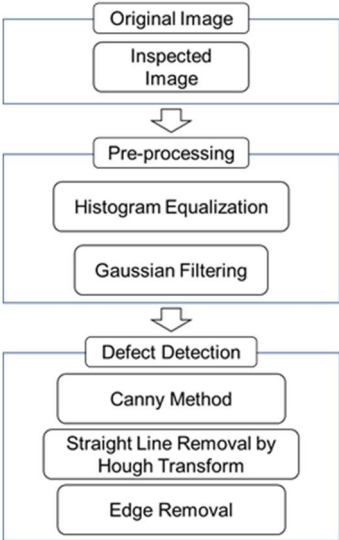 Original Image
Inspected
Image
Pre-processing
Histogram Equalization
Gaussian Filtering
Defect Detection
Canny Method
Straight Line Removal by
Hough Transform
Edge Removal